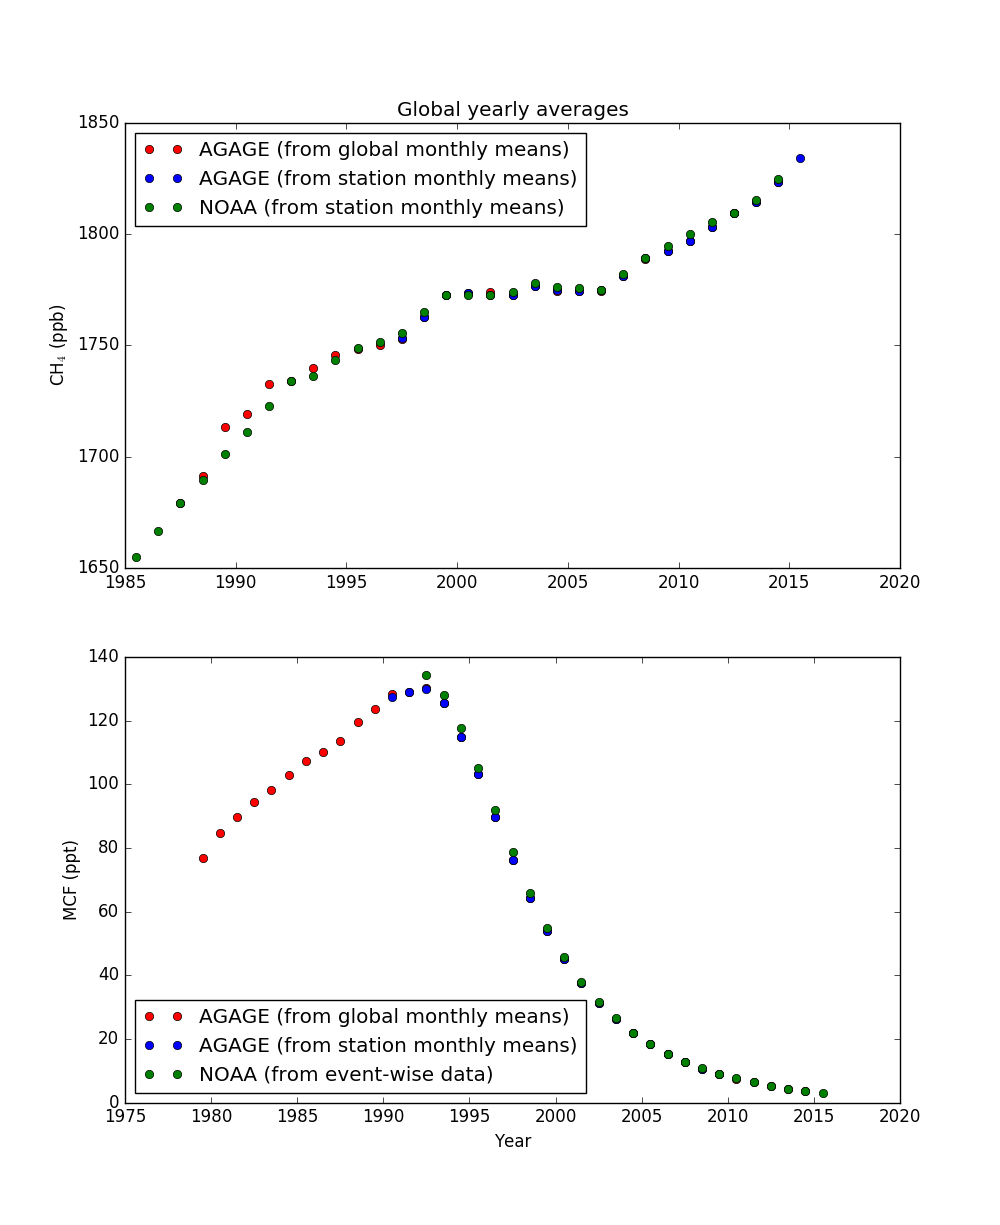 Global yearly averages
1850
1800
1750
1700
1650
CH₄ (ppb)
AGAGE (from global monthly means)
AGAGE (from station monthly means)
NOAA (from station monthly means)
1985 1990 1995 2000 2005 2010 2015 2020
140
120
100
80
60
40
20
0
MCF (ppt)
AGAGE (from global monthly means)
AGAGE (from station monthly means)
NOAA (from event-wise data)
1975 1980 1985 1990 1995 2000 2005 2010 2015 2020
Year